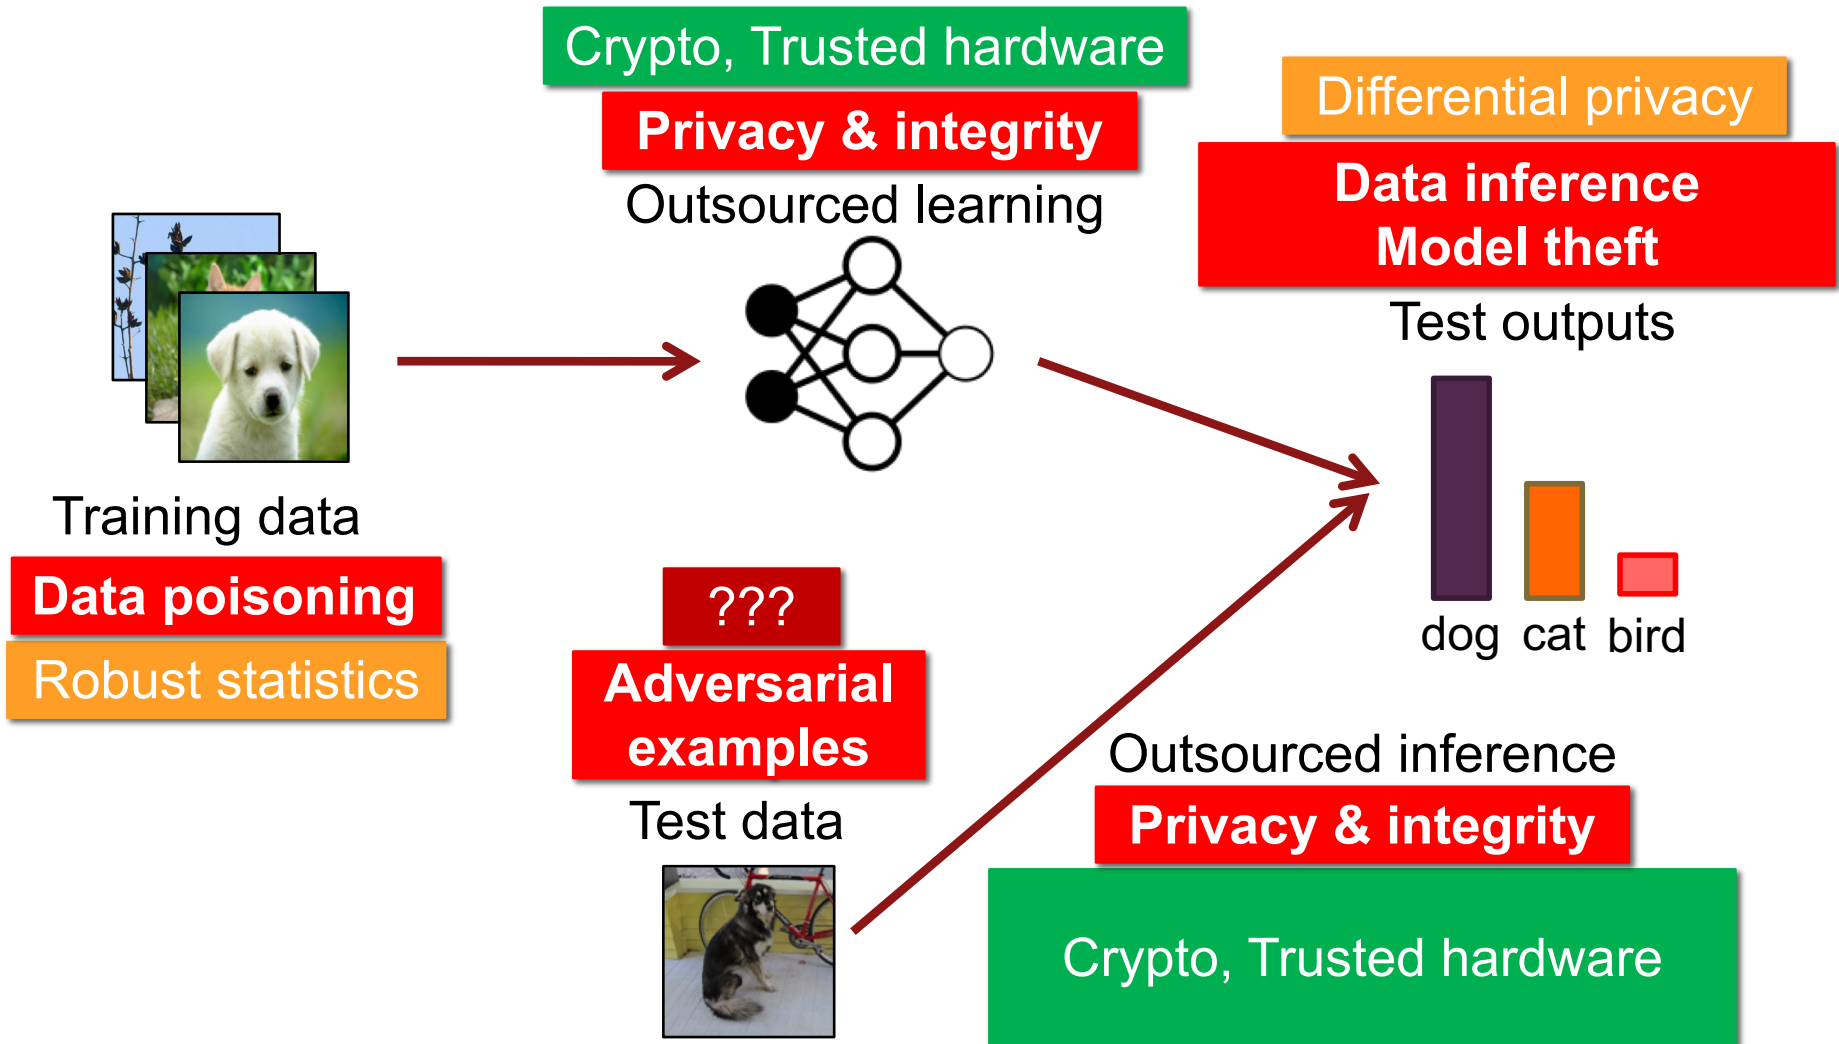 Crypto, Trusted hardware
Privacy & integrity
Outsourced learning
Differential privacy
Data inference
Model theft
Test outputs
Training data
Data poisoning
Robust statistics
???
Adversarial
examples
Test data
dog cat bird
Outsourced inference
Privacy & integrity
Crypto, Trusted hardware